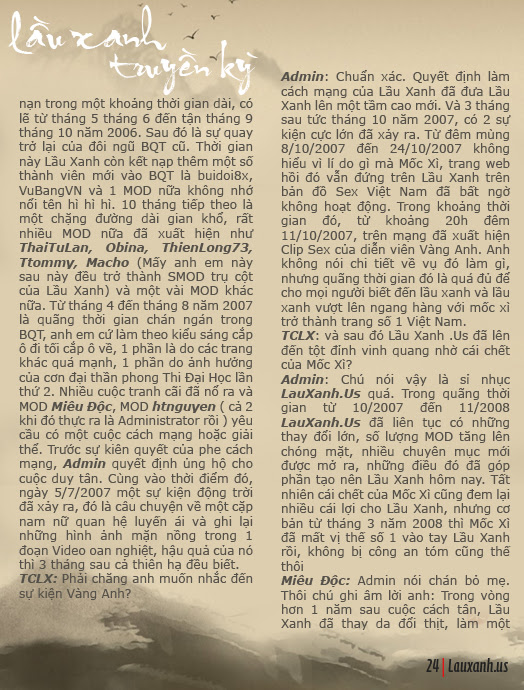 lầu xanh
truyền kỳ
nạn trong một khoảng thời gian dài, có
lẽ từ tháng 5 tháng 6 đến tận tháng 9
tháng 10 năm 2006. Sau đó là sự quay
trở lại của đôi ngũ BQT cũ. Thời gian
này Lầu Xanh còn kết nạp thêm một số
thành viên mới vào BQT là buidoi8x,
VuBangVN và 1 MOD nữa không nhớ
nổi tên hì hì hì. 10 tháng tiếp theo là
một chặng đường dài gian khổ, rất
nhiều MOD nữa đã xuất hiện như
ThaiTuLan, Obina, ThienLong73,
Ttommy, Macho (Mấy anh em này
sau này đều trở thành SMOD trụ cột
của Lầu Xanh) và một vài MOD khác
nữa. Từ tháng 4 đến tháng 8 năm 2007
là quãng thời gian chán ngán trong
BQT, anh em cứ làm theo kiểu sáng cắp
ô đi tối cắp ô về, 1 phần là do các trang
khác quá mạnh, 1 phần do ảnh hưởng
của cơn đại thần phong Thi Đại Học lần
thứ 2. Nhiều cuộc tranh cãi đã nổ ra và
MOD Miêu Độc, MOD htnguyen ( cả 2
khi đó thực ra là Administrator rồi ) yêu
cầu có một cuộc cách mạng hoặc giải
thể. Trước sự kiên quyết của phe cách
mạng, Admin quyết định ủng hộ cho
cuộc duy tân. Cùng vào thời điểm đó,
ngày 5/7/2007 một sự kiện động trời
đã xảy ra, đó là câu chuyện về một cặp
nam nữ quan hệ luyến ái và ghi lại
những hình ảnh mặn nồng trong 1
đoạn Video oan nghiệt, hậu quả của nó
thì 3 tháng sau cả thiên hạ đều biết.
TCLX: Phải chăng anh muốn nhắc đến
sự kiện Vàng Anh?
Admin: Chuẩn xác. Quyết định làm
cách mạng của Lầu Xanh đã đưa Lầu
Xanh lên một tầm cao mới. Và 3 tháng
sau tức tháng 10 năm 2007, có 2 sự
kiện cực lớn đã xảy ra. Từ đêm mùng
8/10/2007 đến 24/10/2007 không
hiểu vì lí do gì mà Mốc Xì, trang web
hồi đó vẫn đứng trên Lầu Xanh trên
bản đồ Sex Việt Nam đã bất ngờ
không hoạt động. Trong khoảng thời
gian đó, từ khoảng 20h đêm
11/10/2007, trên mạng đã xuất hiện
Clip Sex của diễn viên Vàng Anh. Anh
không nói chi tiết về vụ đó làm gì,
nhưng quãng thời gian đó là quá đủ để
cho mọi người biết đến lầu xanh và lầu
xanh vượt lên ngang hàng với mốc xì
trở thành trang số 1 Việt Nam.
TCLX: và sau đó Lầu Xanh .Us đã lên
đến tột đỉnh vinh quang nhờ cái chết
của Mốc Xì?
Admin: Chú nói vậy là sỉ nhục
LauXanh.Us quá. Trong quãng thời
gian từ 10/2007 đến 11/2008
LauXanh.Us đã liên tục có những
thay đổi lớn, số lượng MOD tăng lên
chóng mặt, nhiều chuyên mục mới
được mở ra, những điều đó đã góp
phần tạo nên Lầu Xanh hôm nay. Tất
nhiên cái chết của Mốc Xì cũng đem lại
nhiều cái lợi cho Lầu Xanh, nhưng cơ
bản từ tháng 3 năm 2008 thì Mốc Xì
đã mất vị thế số 1 vào tay Lầu Xanh
rồi, không bị công an tóm cũng thế
thôi
Miêu Độc: Admin nói chán bỏ mẹ.
Thôi chú ghi âm lời anh: Trong vòng
hơn 1 năm sau cuộc cách tân, Lầu
Xanh đã thay da đổi thịt, làm một
24 | Lauxanh.us